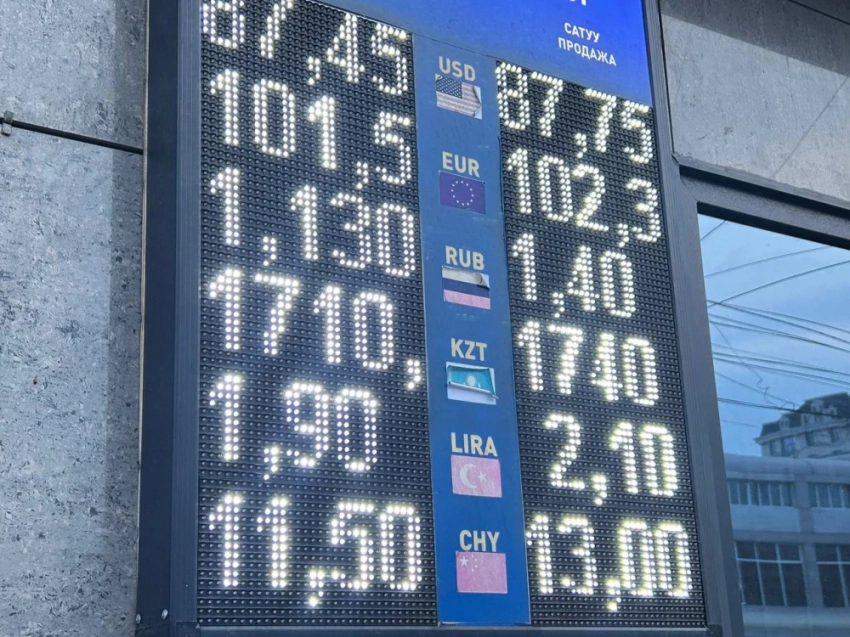 САТУУ
ПРОДАЖА
87,45 USD 87,75
101,5 EUR 102,3
1,130 RUB 1,40
1710, KZT 1740
1,90 LIRA 2,10
11,50 CHY 13,00